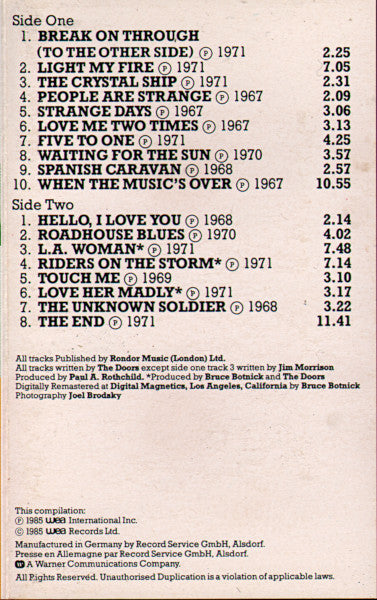 Side One
1. BREAK ON THROUGH
(TO THE OTHER SIDE) ℗ 1971 2.25
2. LIGHT MY FIRE ℗ 1971 7.05
3. THE CRYSTAL SHIP ℗ 1971 2.31
4. PEOPLE ARE STRANGE ℗ 1967 2.09
5. STRANGE DAYS ℗ 1967 3.06
6. LOVE ME TWO TIMES ℗ 1967 3.13
7. FIVE TO ONE ℗ 1971 4.25
8. WAITING FOR THE SUN ℗ 1970 3.57
9. SPANISH CARAVAN ℗ 1968 2.57
10. WHEN THE MUSIC'S OVER ℗ 1967 10.55
Side Two
1. HELLO, I LOVE YOU ℗ 1968 2.14
2. ROADHOUSE BLUES ℗ 1970 4.02
3. L.A. WOMAN* ℗ 1971 7.48
4. RIDERS ON THE STORM* ℗ 1971 7.14
5. TOUCH ME ℗ 1969 3.10
6. LOVE HER MADLY* ℗ 1971 3.17
7. THE UNKNOWN SOLDIER ℗ 1968 3.22
8. THE END ℗ 1971 11.41
All tracks Published by Rondor Music (London) Ltd.
All tracks written by The Doors except side one track 3 written by Jim Morrison
Produced by Paul A. Rothchild. *Produced by Bruce Botnick and The Doors
Digitally Remastered at Digital Magnetics, Los Angeles, California by Bruce Botnick
Photography Joel Brodsky
This compilation:
℗ 1985 wea International Inc.
© 1985 wea Records Ltd.
Manufactured in Germany by Record Service GmbH, Alsdorf.
Presse en Allemagne par Record Service GmbH, Alsdorf.
A Warner Communications Company.
All Rights Reserved. Unauthorised Duplication is a violation of applicable laws.